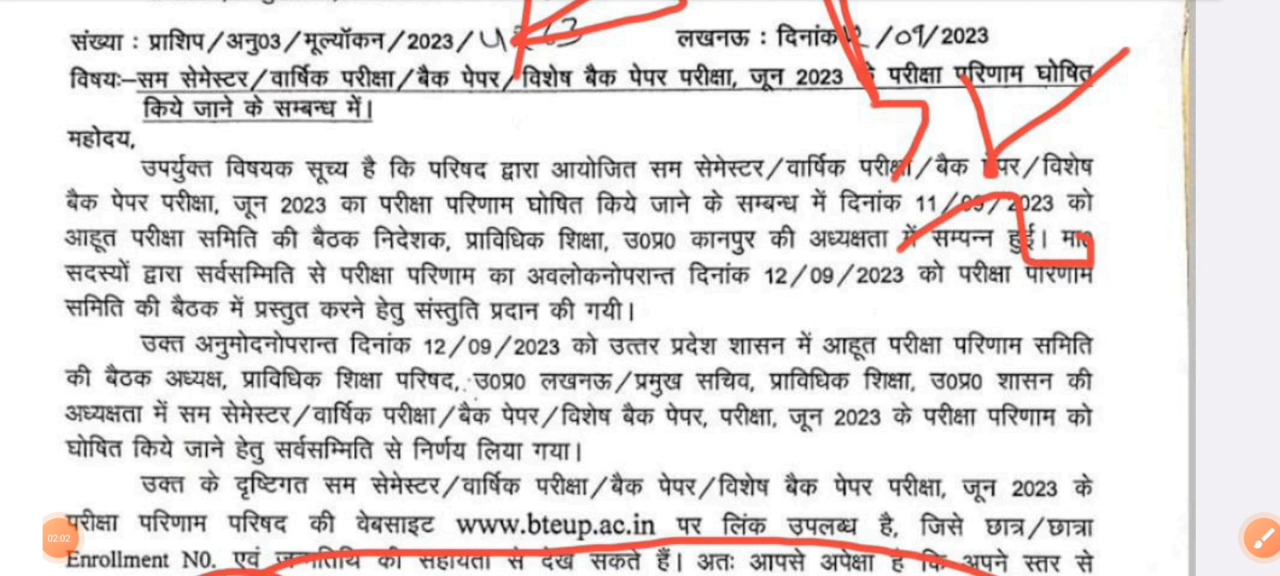 संख्या : प्राशिप/अनु03/मूल्यॉकन/2023/ लखनऊ : दिनांक /09/2023
विषयः–सम सेमेस्टर/वार्षिक परीक्षा/बैक पेपर/विशेष बैक पेपर परीक्षा, जून 2023 के परीक्षा परिणाम घोषित
किये जाने के सम्बन्ध में।
महोदय,
उपर्युक्त विषयक सूच्य है कि परिषद द्वारा आयोजित सम सेमेस्टर/वार्षिक परीक्षा/बैक पेपर/विशेष
बैक पेपर परीक्षा, जून 2023 का परीक्षा परिणाम घोषित किये जाने के सम्बन्ध में दिनांक 11/09/2023 को
आहूत परीक्षा समिति की बैठक निदेशक, प्राविधिक शिक्षा, उ0प्र0 कानपुर की अध्यक्षता में सम्पन्न हुई।
सदस्यों द्वारा सर्वसम्मिति से परीक्षा परिणाम का अवलोकनोपरान्त दिनांक 12/09/2023 को परीक्षा परिणाम
समिति की बैठक में प्रस्तुत करने हेतु संस्तुति प्रदान की गयी।
उक्त अनुमोदनोपरान्त दिनांक 12/09/2023 को उत्तर प्रदेश शासन में आहूत परीक्षा परिणाम समिति
की बैठक अध्यक्ष, प्राविधिक शिक्षा परिषद, उ0प्र0 लखनऊ/प्रमुख सचिव, प्राविधिक शिक्षा, उ0प्र0 शासन की
अध्यक्षता में सम सेमेस्टर/वार्षिक परीक्षा/बैक पेपर/विशेष बैक पेपर, परीक्षा, जून 2023 के परीक्षा परिणाम को
घोषित किये जाने हेतु सर्वसम्मिति से निर्णय लिया गया।
उक्त के दृष्टिगत सम सेमेस्टर/वार्षिक परीक्षा/बैक पेपर/विशेष बैक पेपर परीक्षा, जून 2023 के
परीक्षा परिणाम परिषद की वेबसाइट www.bteup.ac.in पर लिंक उपलब्ध है, जिसे छात्र/छात्रा
02:02
Enrollment N0. एवं जन्मतिथि की सहायता से देख सकते हैं। अतः आपसे अपेक्षा है कि अपने स्तर से